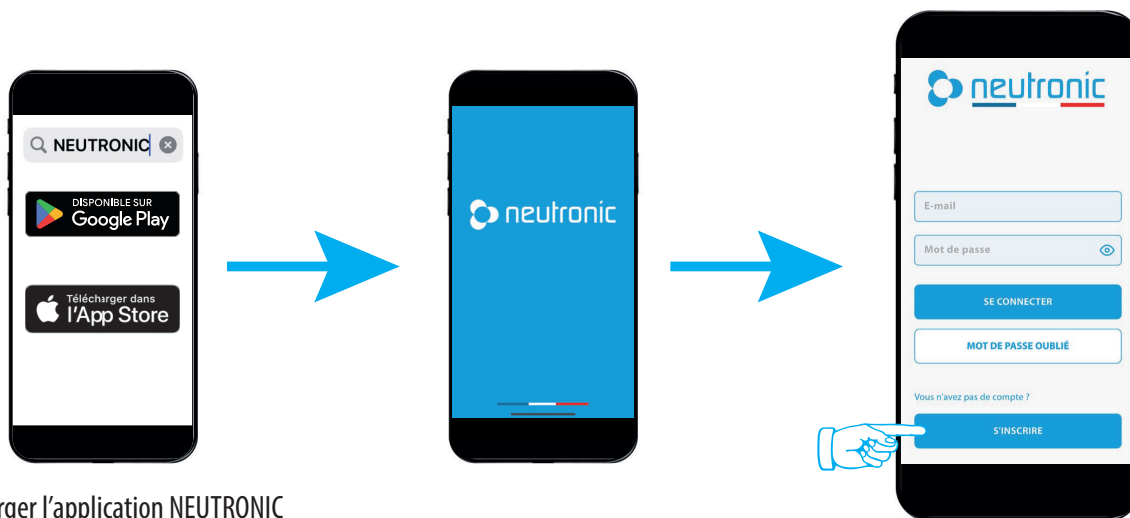 NEUTRONIC
DISPONIBLE SUR
Google Play
Télécharger dans
l'App Store
neutronic
neutronic
E-mail
Mot de passe
SE CONNECTER
MOT DE PASSE OUBLIÉ
Vous n'avez pas de compte ?
S'INSCRIRE
l'application NEUTRONIC